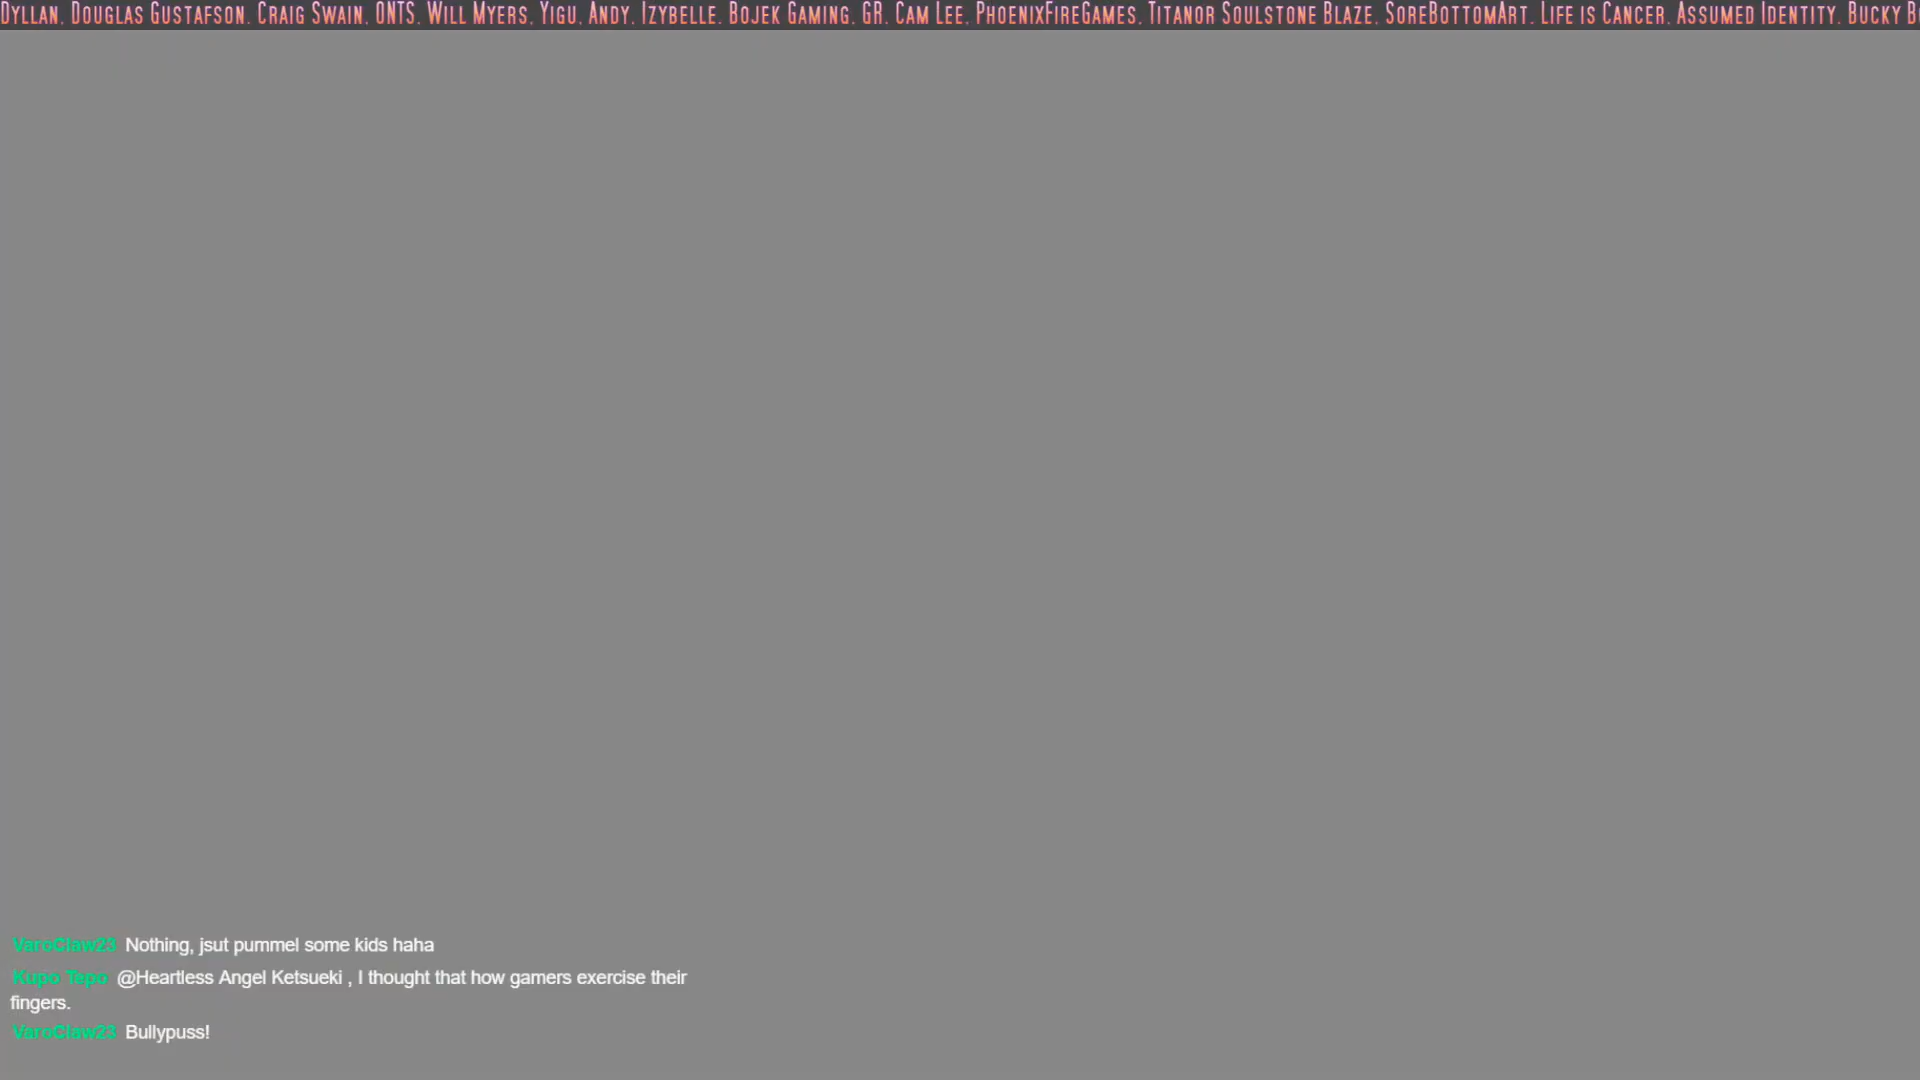 Dyllan, Douglas Gustafson, Craig Swain, ONTS, Will Myers, Yigu, Andy, Izybelle, Bojek Gaming, GR, Cam Lee, PhoenixFireGames, Titanor Soulstone Blaze, SoreBottomArt, Life is Cancer, Assumed Identity, Bucky
VaroClaw23 Nothing, jsut pummel some kids haha
Kupo Tepo @Heartless Angel Ketsueki , I thought that how gamers exercise their
fingers.
VaroClaw23 Bullypuss!